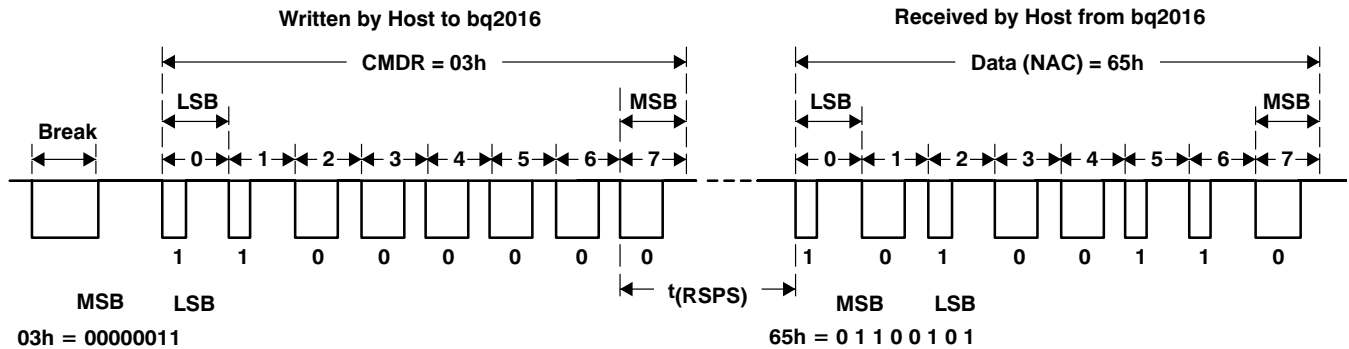 Written by Host to bq2016 Received by Host from bq2016
CMDR = 03h Data (NAC) = 65h
LSB MSB LSB MSB
Break
0 1 2 3 4 5 6 7 0 1 2 3 4 5 6 7
1 1 0 0 0 0 0 0 1 0 1 0 0 1 1 0
t(RSPS)
MSB LSB MSB LSB
03h = 00000011 65h = 0 1 1 0 0 1 0 1